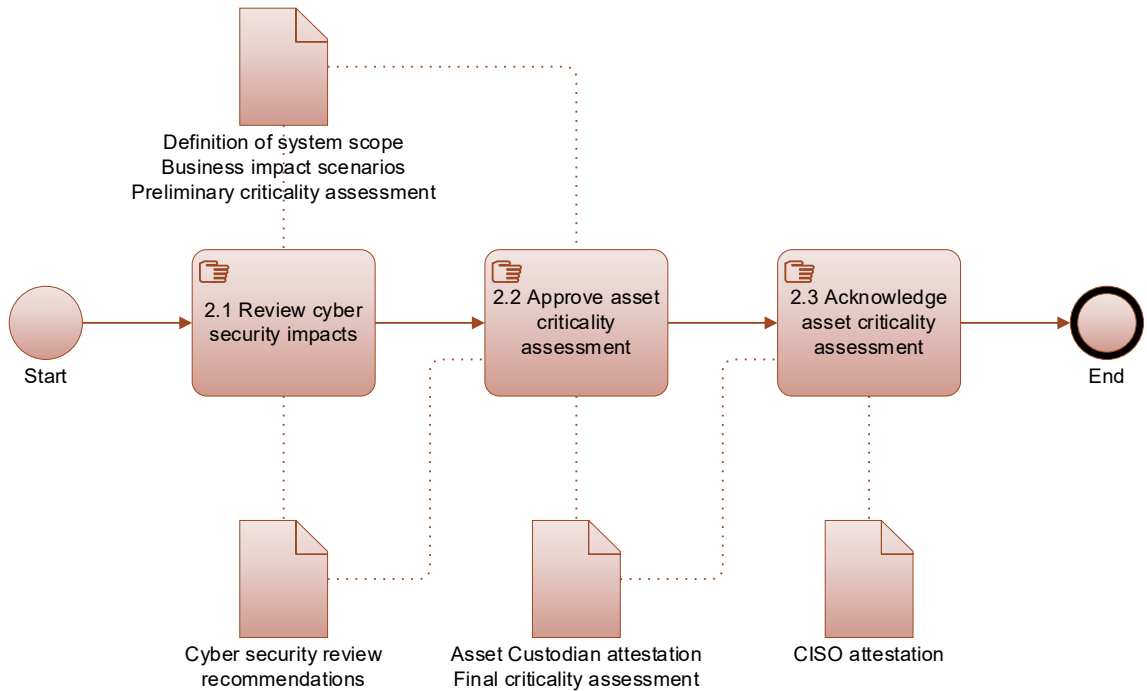 Definition of system scope
Business impact scenarios
Preliminary criticality assessment
Start
2.1 Review cyber
security impacts
2.2 Approve asset
criticality
assessment
2.3 Acknowledge
asset criticality
assessment
End
Cyber security review
recommendations
Asset Custodian attestation
Final criticality assessment
CISO attestation